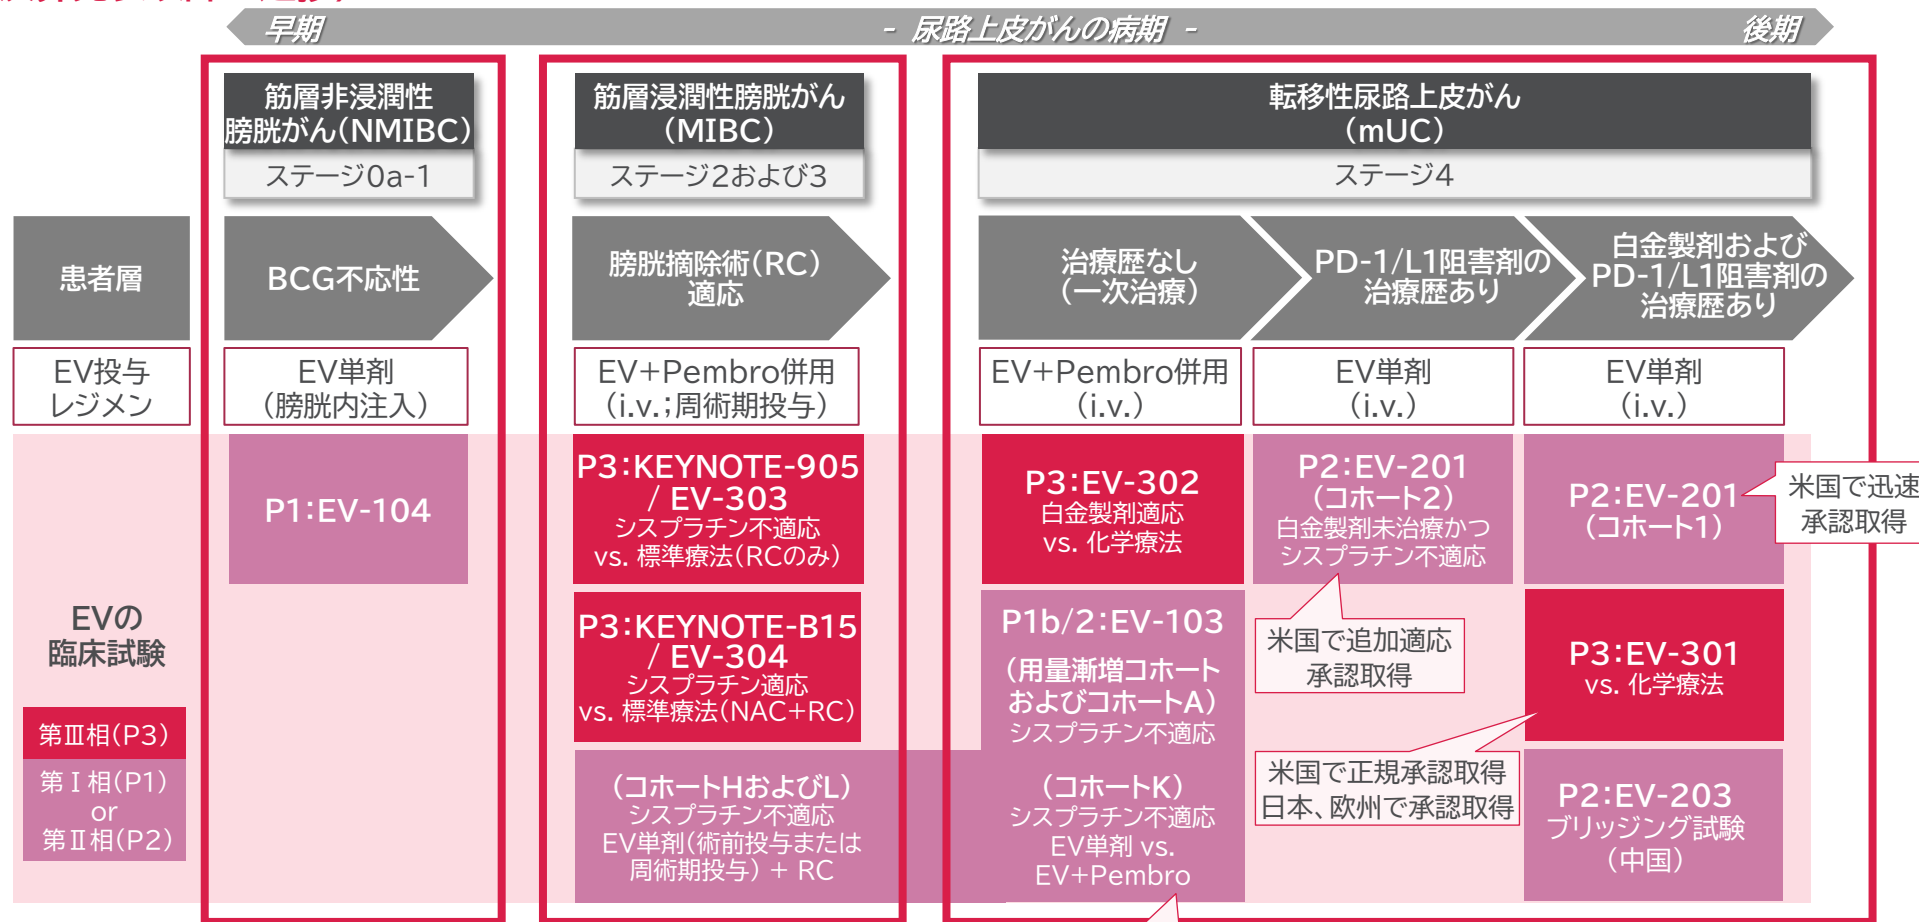 早期
- 尿路上皮がんの病期 -
後期
筋層非浸潤性
膀胱がん(NMIBC)
ステージ0a-1
筋層浸潤性膀胱がん
(MIBC)
ステージ2および3
転移性尿路上皮がん
(mUC)
ステージ4
患者層
BCG不応性
膀胱摘除術(RC)
適応
治療歴なし
(一次治療)
PD-1/L1阻害剤の
治療歴あり
白金製剤および
PD-1/L1阻害剤の
治療歴あり
EV投与
レジメン
EV単剤
(膀胱内注入)
EV+Pembro併用
(i.v.;周術期投与)
EV+Pembro併用
(i.v.)
EV単剤
(i.v.)
EV単剤
(i.v.)
EVの
臨床試験
第Ⅲ相(P3)
第Ⅰ相(P1)
or
第Ⅱ相(P2)
P1:EV-104
P3:KEYNOTE-905
/ EV-303
シスプラチン不適応
vs. 標準療法(RCのみ)
P3:KEYNOTE-B15
/ EV-304
シスプラチン適応
vs. 標準療法(NAC+RC)
(コホートHおよびL)
シスプラチン不適応
EV単剤(術前投与または
周術期投与) + RC
P3:EV-302
白金製剤適応
vs. 化学療法
P1b/2:EV-103
(用量漸増コホート
およびコホートA)
シスプラチン不適応
(コホートK)
シスプラチン不適応
EV単剤 vs.
EV+Pembro
P2:EV-201
(コホート2)
白金製剤未治療かつ
シスプラチン不適応
米国で追加適応
承認取得
P2:EV-201
(コホート1)
米国で迅速
承認取得
P3:EV-301
vs. 化学療法
米国で正規承認取得
日本、欧州で承認取得
P2:EV-203
ブリッジング試験
(中国)